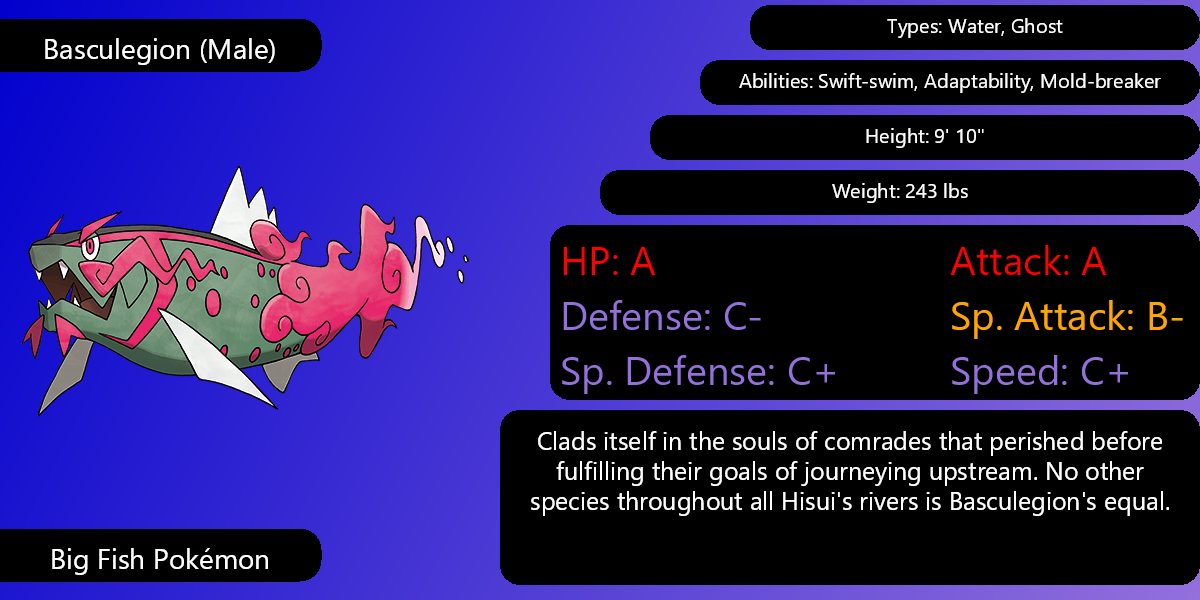 Basculegion (Male)
Types: Water, Ghost
Abilities: Swift-swim, Adaptability, Mold-breaker
Height: 9' 10"
Weight: 243 lbs
HP: A
Attack: A
Defense: C-
Sp. Attack: B-
Sp. Defense: C+
Speed: C+
Clads itself in the souls of comrades that perished before
fulfilling their goals of journeying upstream. No other
species throughout all Hisui's rivers is Basculegion's equal.
Big Fish Pokémon